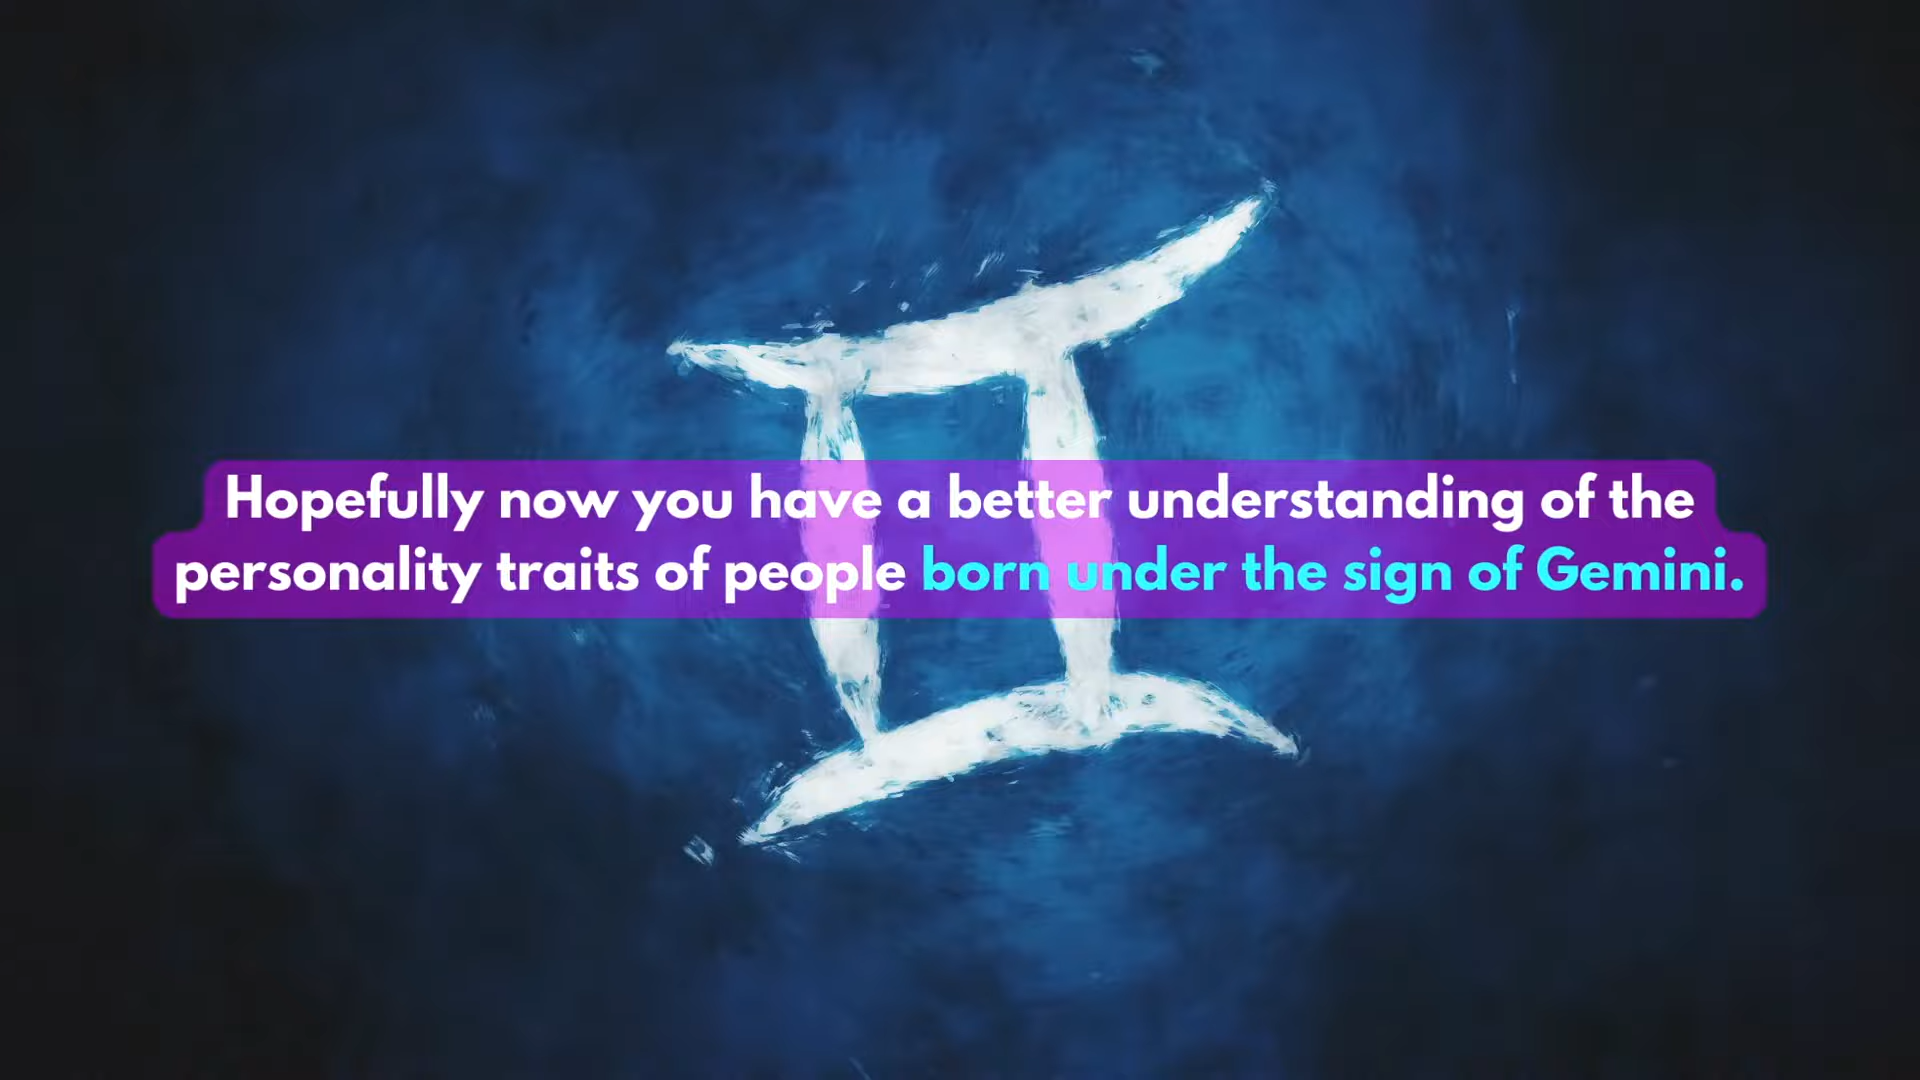 Hopefully now you have a better understanding of the
personality traits of people born under the sign of Gemini.